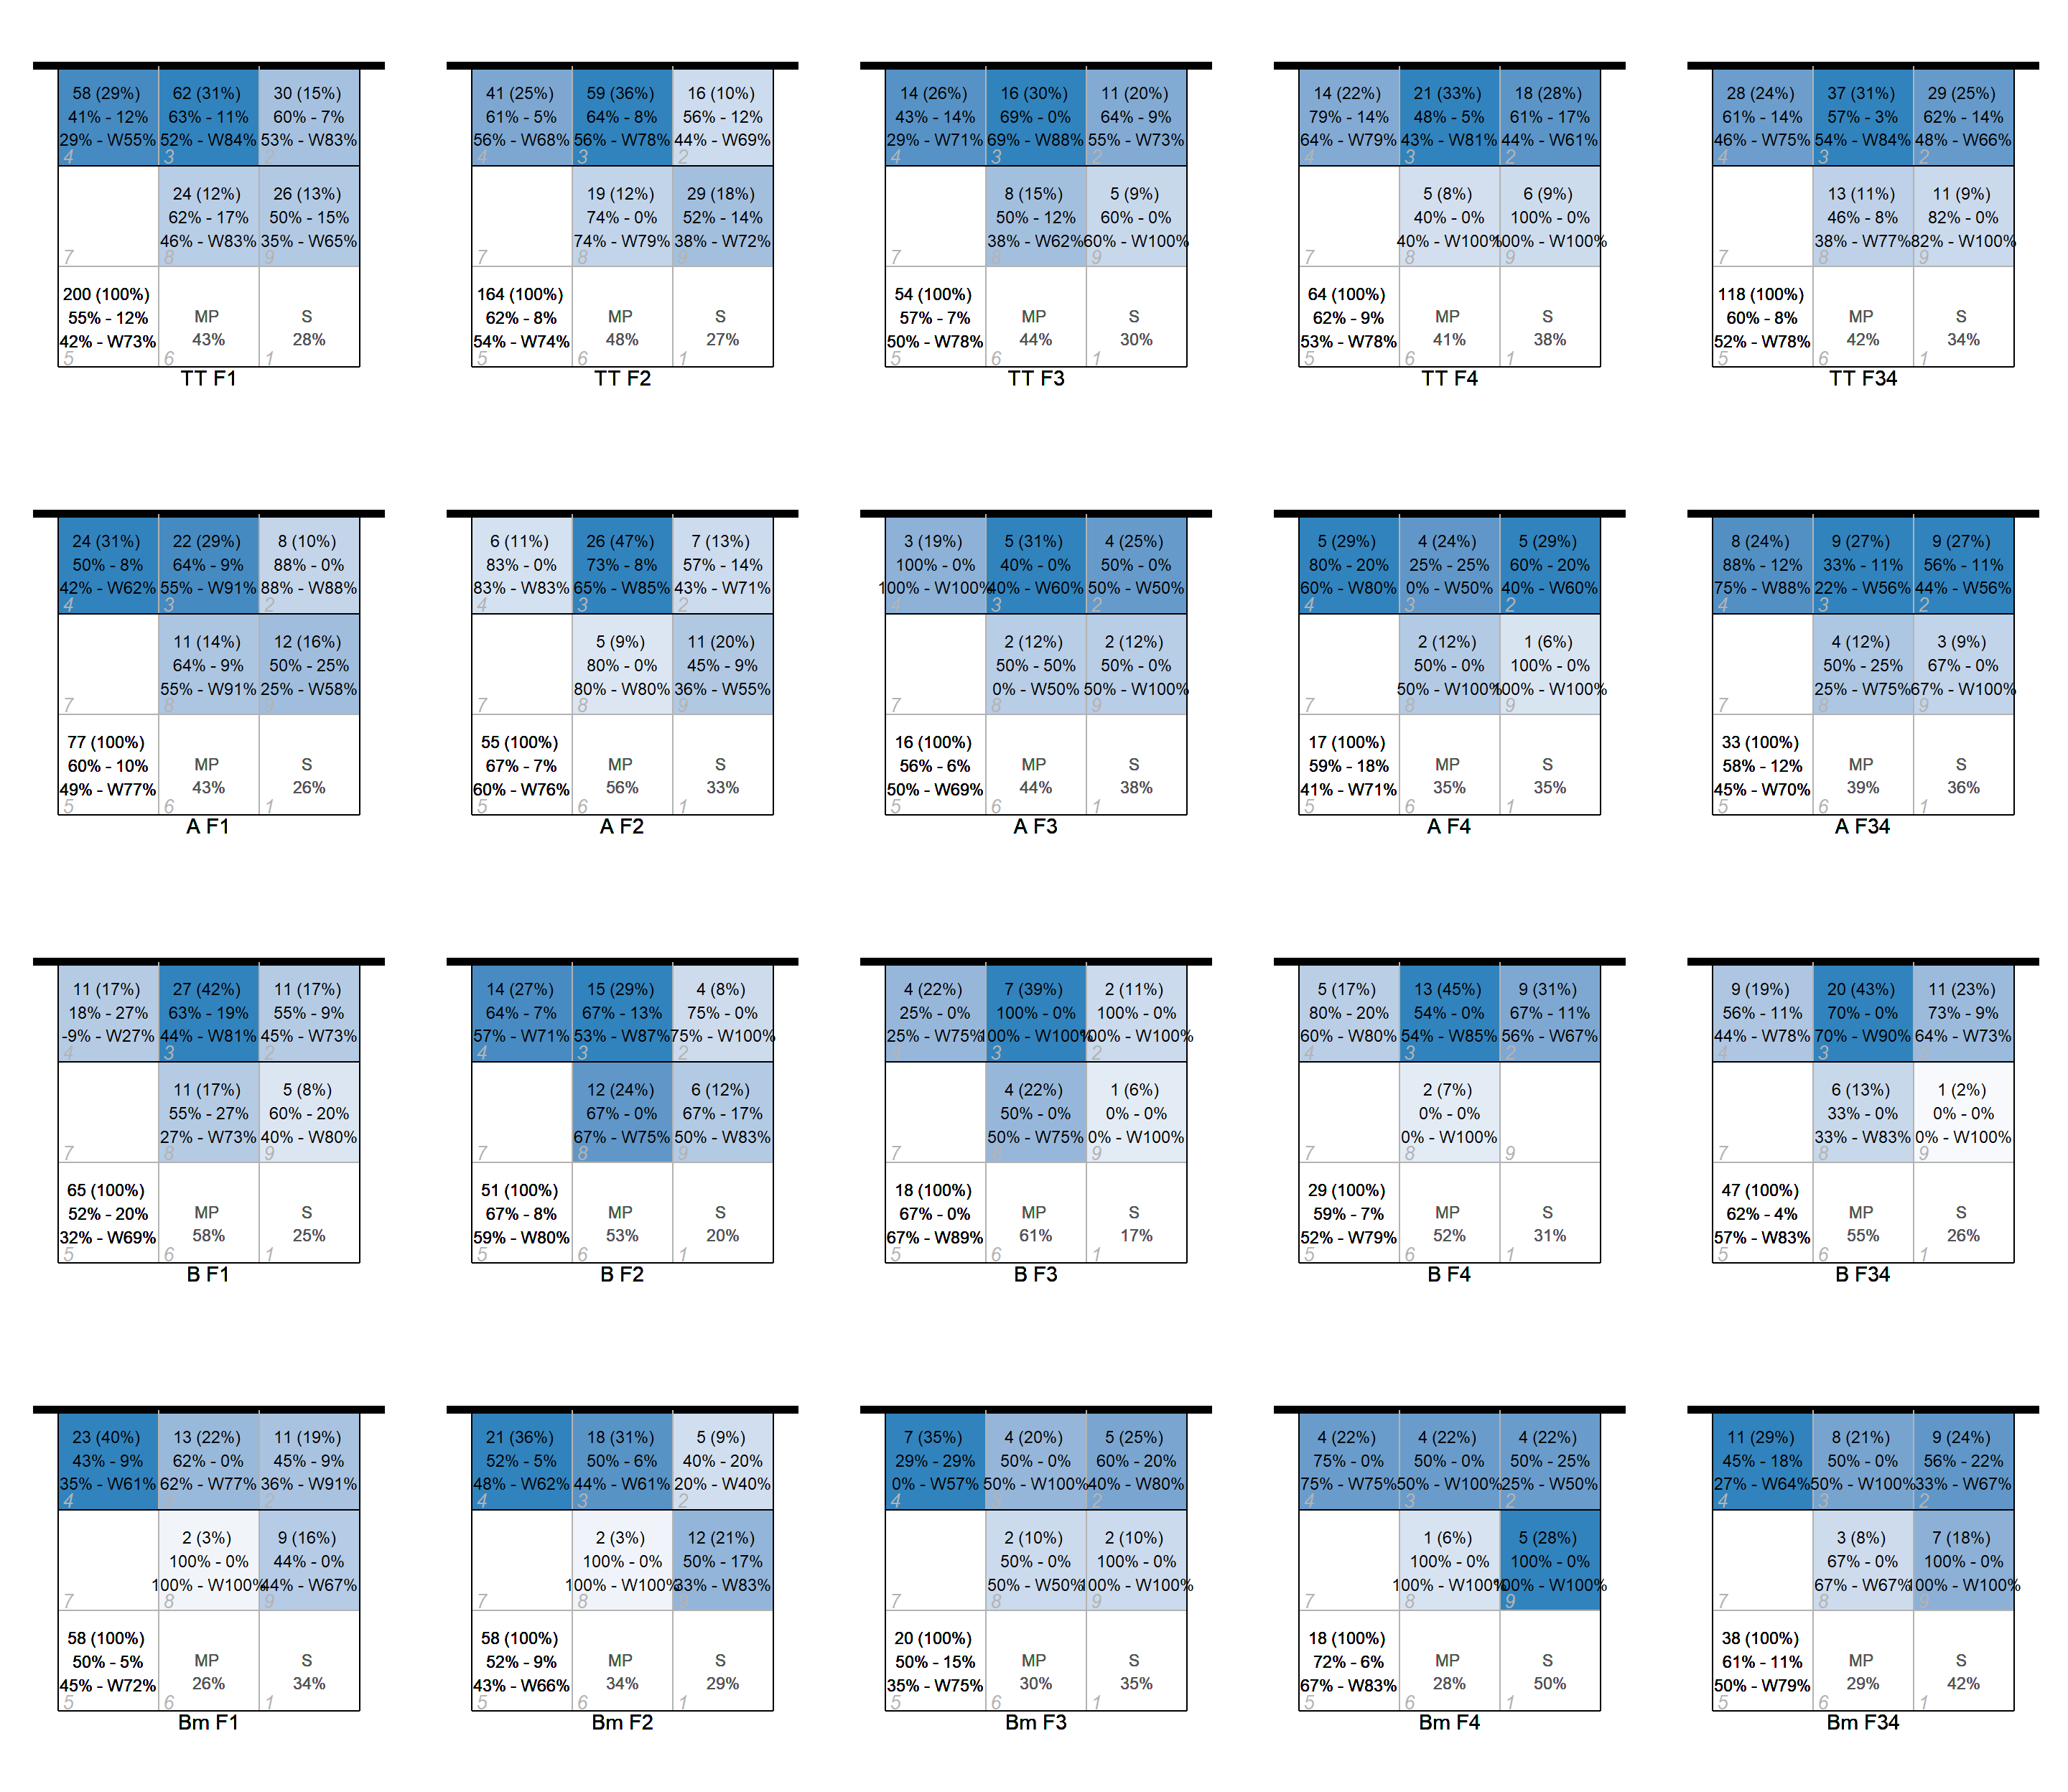 58 (29%)
41% - 12%
29% - W55%
4
62 (31%)
63% - 11%
52% - W84%
3
30 (15%)
60% - 7%
53% - W83%
2
7
24 (12%)
62% - 17%
46% - W83%
8
26 (13%)
50% - 15%
35% - W65%
9
200 (100%)
55% - 12%
42% - W73%
5
MP
43%
6
S
28%
1
TT F1
41 (25%)
61% - 5%
56% - W68%
4
59 (36%)
64% - 8%
56% - W78%
3
16 (10%)
56% - 12%
44% - W69%
2
7
19 (12%)
74% - 0%
74% - W79%
8
29 (18%)
52% - 14%
38% - W72%
9
164 (100%)
62% - 8%
54% - W74%
5
MP
48%
6
S
27%
1
TT F2
14 (26%)
43% - 14%
29% - W71%
4
16 (30%)
69% - 0%
69% - W88%
3
11 (20%)
64% - 9%
55% - W73%
2
7
8 (15%)
50% - 12%
38% - W62%
8
5 (9%)
60% - 0%
60% - W100%
9
54 (100%)
57% - 7%
50% - W78%
5
MP
44%
6
S
30%
1
TT F3
14 (22%)
79% - 14%
64% - W79%
4
21 (33%)
48% - 5%
43% - W81%
3
18 (28%)
61% - 17%
44% - W61%
2
7
5 (8%)
40% - 0%
40% - W100%
8
6 (9%)
100% - 0%
100% - W100%
9
64 (100%)
62% - 9%
53% - W78%
5
MP
41%
6
S
38%
1
TT F4
28 (24%)
61% - 14%
46% - W75%
4
37 (31%)
57% - 3%
54% - W84%
3
29 (25%)
62% - 14%
48% - W66%
2
7
13 (11%)
46% - 8%
38% - W77%
8
11 (9%)
82% - 0%
82% - W100%
9
118 (100%)
60% - 8%
52% - W78%
5
MP
42%
6
S
34%
1
TT F34
24 (31%)
50% - 8%
42% - W62%
4
22 (29%)
64% - 9%
55% - W91%
3
8 (10%)
88% - 0%
88% - W88%
2
7
11 (14%)
64% - 9%
55% - W91%
8
12 (16%)
50% - 25%
25% - W58%
9
77 (100%)
60% - 10%
49% - W77%
5
MP
43%
6
S
26%
1
A F1
6 (11%)
83% - 0%
83% - W83%
4
26 (47%)
73% - 8%
65% - W85%
3
7 (13%)
57% - 14%
43% - W71%
2
7
5 (9%)
80% - 0%
80% - W80%
8
11 (20%)
45% - 9%
36% - W55%
9
55 (100%)
67% - 7%
60% - W76%
5
MP
56%
6
S
33%
1
A F2
3 (19%)
100% - 0%
100% - W100%
4
5 (31%)
40% - 0%
40% - W60%
3
4 (25%)
50% - 0%
50% - W50%
2
7
2 (12%)
50% - 50%
0% - W50%
8
2 (12%)
50% - 0%
50% - W100%
9
16 (100%)
56% - 6%
50% - W69%
5
MP
44%
6
S
38%
1
A F3
5 (29%)
80% - 20%
60% - W80%
4
4 (24%)
25% - 25%
0% - W50%
3
5 (29%)
60% - 20%
40% - W60%
2
7
2 (12%)
50% - 0%
50% - W100%
8
1 (6%)
100% - 0%
100% - W100%
9
17 (100%)
59% - 18%
41% - W71%
5
MP
35%
6
S
35%
1
A F4
8 (24%)
88% - 12%
75% - W88%
4
9 (27%)
33% - 11%
22% - W56%
3
9 (27%)
56% - 11%
44% - W56%
2
7
4 (12%)
50% - 25%
25% - W75%
8
3 (9%)
67% - 0%
67% - W100%
9
33 (100%)
58% - 12%
45% - W70%
5
MP
39%
6
S
36%
1
A F34
11 (17%)
18% - 27%
-9% - W27%
4
27 (42%)
63% - 19%
44% - W81%
3
11 (17%)
55% - 9%
45% - W73%
2
7
11 (17%)
55% - 27%
27% - W73%
8
5 (8%)
60% - 20%
40% - W80%
9
65 (100%)
52% - 20%
32% - W69%
5
MP
58%
6
S
25%
1
B F1
14 (27%)
64% - 7%
57% - W71%
4
15 (29%)
67% - 13%
53% - W87%
3
4 (8%)
75% - 0%
75% - W100%
2
7
12 (24%)
67% - 0%
67% - W75%
8
6 (12%)
67% - 17%
50% - W83%
9
51 (100%)
67% - 8%
59% - W80%
5
MP
53%
6
S
20%
1
B F2
4 (22%)
25% - 0%
25% - W75%
4
7 (39%)
100% - 0%
100% - W100%
3
2 (11%)
100% - 0%
100% - W100%
2
7
4 (22%)
50% - 0%
50% - W75%
8
1 (6%)
0% - 0%
0% - W100%
9
18 (100%)
67% - 0%
67% - W89%
5
MP
61%
6
S
17%
1
B F3
5 (17%)
80% - 20%
60% - W80%
4
13 (45%)
54% - 0%
54% - W85%
3
9 (31%)
67% - 11%
56% - W67%
2
7
2 (7%)
0% - 0%
0% - W100%
8
9
29 (100%)
59% - 7%
52% - W79%
5
MP
52%
6
S
31%
1
B F4
9 (19%)
56% - 11%
44% - W78%
4
20 (43%)
70% - 0%
70% - W90%
3
11 (23%)
73% - 9%
64% - W73%
2
7
6 (13%)
33% - 0%
33% - W83%
8
1 (2%)
0% - 0%
0% - W100%
9
47 (100%)
62% - 4%
57% - W83%
5
MP
55%
6
S
26%
1
B F34
23 (40%)
43% - 9%
35% - W61%
4
13 (22%)
62% - 0%
62% - W77%
3
11 (19%)
45% - 9%
36% - W91%
2
7
2 (3%)
100% - 0%
100% - W100%
8
9 (16%)
44% - 0%
44% - W67%
9
58 (100%)
50% - 5%
45% - W72%
5
MP
26%
6
S
34%
1
Bm F1
21 (36%)
52% - 5%
48% - W62%
4
18 (31%)
50% - 6%
44% - W61%
3
5 (9%)
40% - 20%
20% - W40%
2
7
2 (3%)
100% - 0%
100% - W100%
8
12 (21%)
50% - 17%
33% - W83%
9
58 (100%)
52% - 9%
43% - W66%
5
MP
34%
6
S
29%
1
Bm F2
7 (35%)
29% - 29%
0% - W57%
4
4 (20%)
50% - 0%
50% - W100%
3
5 (25%)
60% - 20%
40% - W80%
2
7
2 (10%)
50% - 0%
50% - W50%
8
2 (10%)
100% - 0%
100% - W100%
9
20 (100%)
50% - 15%
35% - W75%
5
MP
30%
6
S
35%
1
Bm F3
4 (22%)
75% - 0%
75% - W75%
4
4 (22%)
50% - 0%
50% - W100%
3
4 (22%)
50% - 25%
25% - W50%
2
7
1 (6%)
100% - 0%
100% - W100%
8
5 (28%)
100% - 0%
100% - W100%
9
18 (100%)
72% - 6%
67% - W83%
5
MP
28%
6
S
50%
1
Bm F4
11 (29%)
45% - 18%
27% - W64%
4
8 (21%)
50% - 0%
50% - W100%
3
9 (24%)
56% - 22%
33% - W67%
2
7
3 (8%)
67% - 0%
67% - W67%
8
7 (18%)
100% - 0%
100% - W100%
9
38 (100%)
61% - 11%
50% - W79%
5
MP
29%
6
S
42%
1
Bm F34